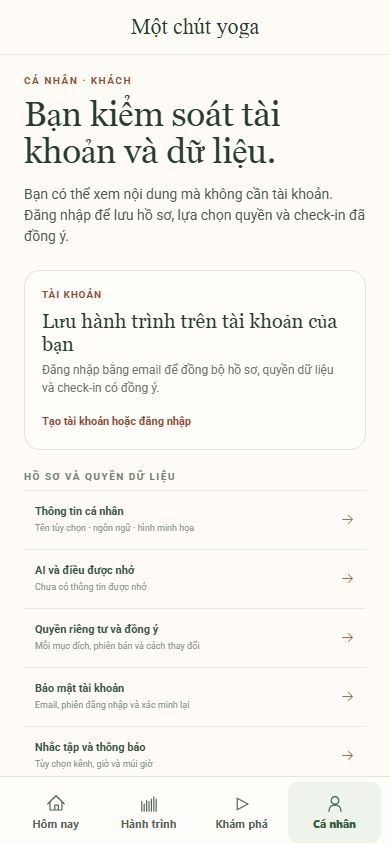 Một chút yoga
CÁ NHÂN · KHÁCH
Bạn kiểm soát tài
khoản và dữ liệu.
Bạn có thể xem nội dung mà không cần tài khoản.
Đăng nhập để lưu hồ sơ, lựa chọn quyền và check-in đã
đồng ý.
TÀI KHOẢN
Lưu hành trình trên tài khoản của
bạn
Đăng nhập bằng email để đồng bộ hồ sơ, quyền dữ liệu
và check-in có đồng ý.
Tạo tài khoản hoặc đăng nhập
HỒ SƠ VÀ QUYỀN DỮ LIỆU
Thông tin cá nhân
Tên tùy chọn · ngôn ngữ · hình minh họa
AI và điều được nhớ
Chưa có thông tin được nhớ
Quyền riêng tư và đồng ý
Mỗi mục đích, phiên bản và cách thay đổi
Bảo mật tài khoản
Email, phiên đăng nhập và xác minh lại
Nhắc tập và thông báo
Tùy chọn kênh, giờ và múi giờ
Hôm nay
Hành trình
Khám phá
Cá nhân